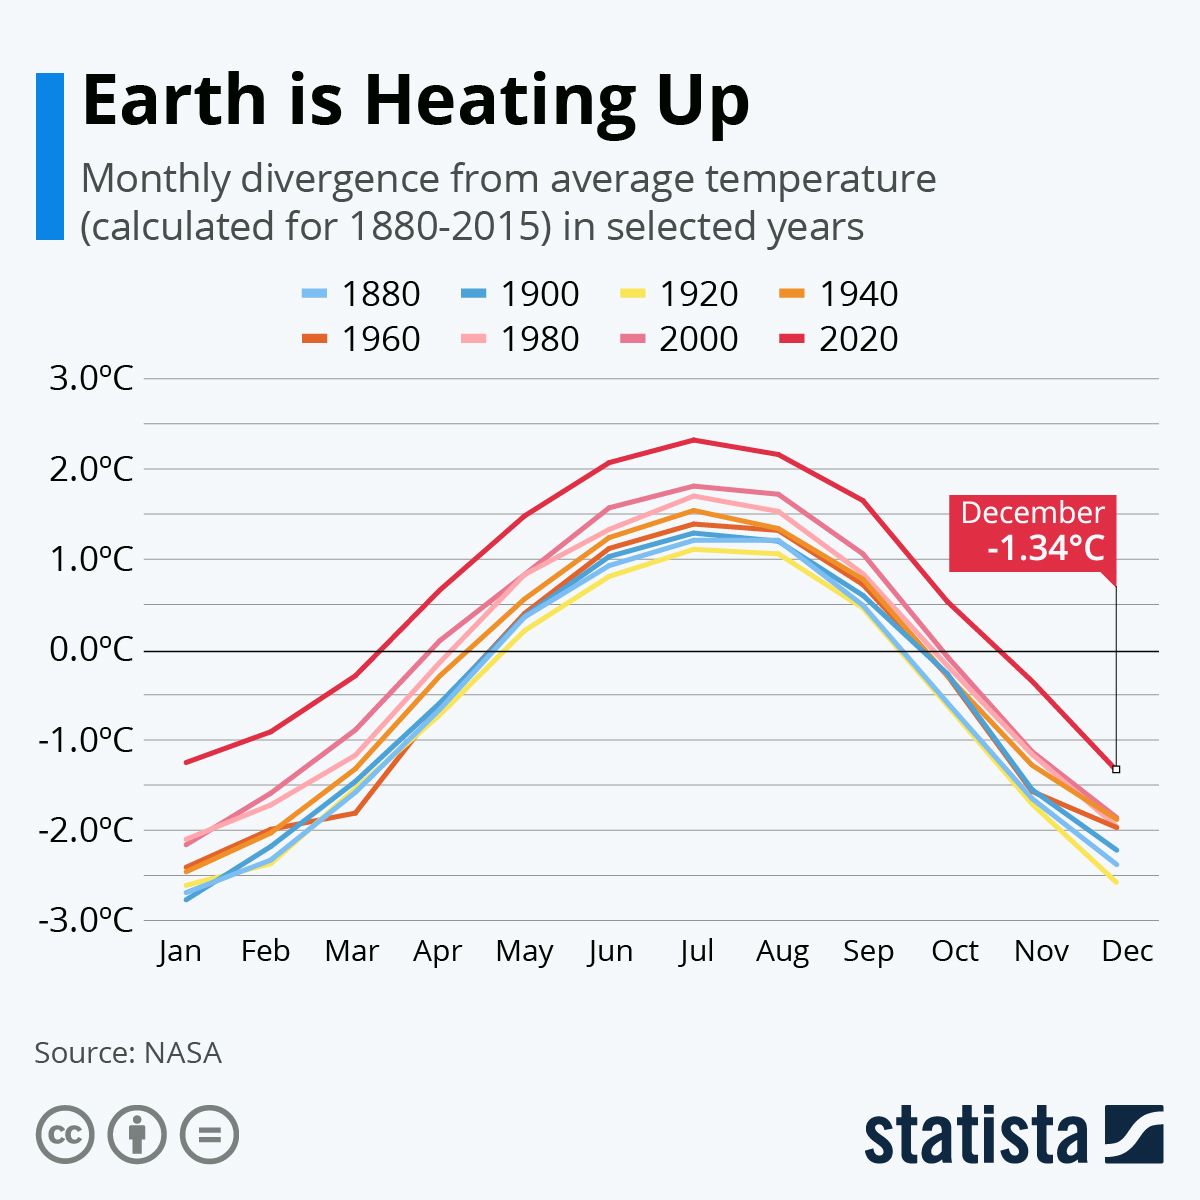 Earth is Heating Up
Monthly divergence from average temperature
(calculated for 1880-2015) in selected years
1880 1900 1920 1940
1960 1980 2000 2020
3.0ºC
2.0ºC
1.0ºC
0.0ºC
-1.0ºC
-2.0ºC
-3.0ºC
December
-1.34°C
Jan Feb Mar Apr May Jun Jul Aug Sep Oct Nov Dec
Source: NASA
cc
statista